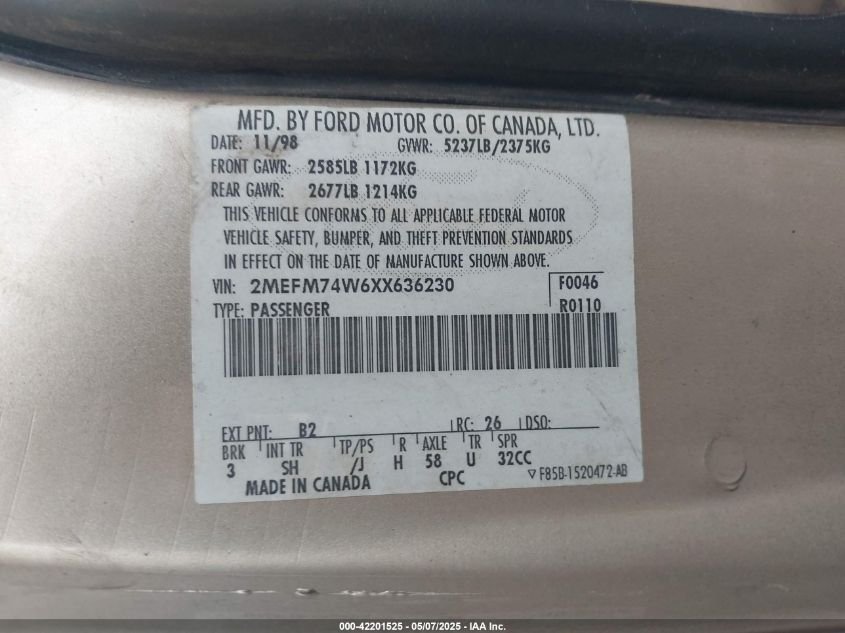 MFD. BY FORD MOTOR CO. OF CANADA, LTD.
DATE: 11/98 GVWR: 5237LB/2375KG
FRONT GAWR: 2585LB 1172KG
REAR GAWR: 2677LB 1214KG
THIS VEHICLE CONFORMS TO ALL APPLICABLE FEDERAL MOTOR
VEHICLE SAFETY, BUMPER, AND THEFT PREVENTION STANDARDS
IN EFFECT ON THE DATE OF MANUFACTURE SHOWN ABOVE.
VIN: 2MEFM74W6XX636230 F0046
TYPE: PASSENGER R0110
EXT PNT: B2 RC: 26 DSO:
BRK INT TR TP/PS R AXLE TR SPR
3 SH /J H 58 U 32CC
MADE IN CANADA CPC F85B-1520472-AB
000-42201525 — 05/07/2025 — IAA Inc.